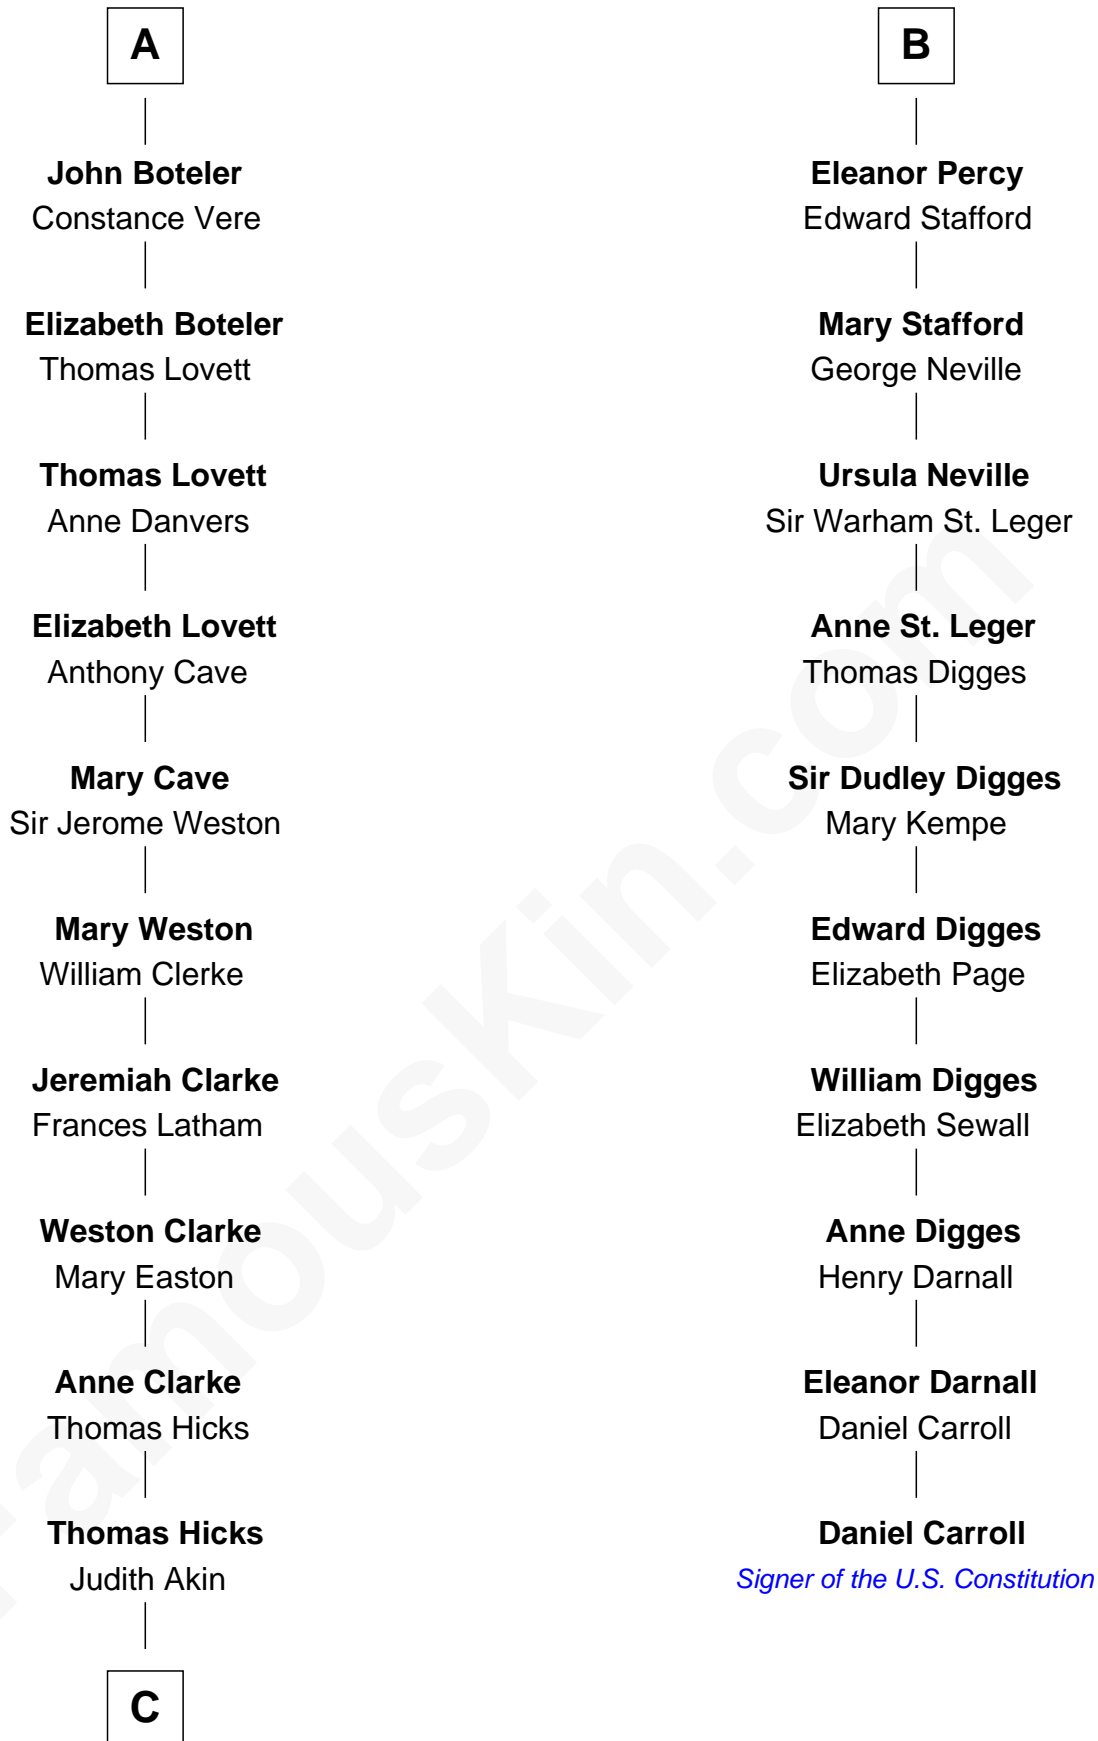 A
John Boteler
Constance Vere
Elizabeth Boteler
Thomas Lovett
Thomas Lovett
Anne Danvers
Elizabeth Lovett
Anthony Cave
Mary Cave
Sir Jerome Weston
Mary Weston
William Clerke
Jeremiah Clarke
Frances Latham
Weston Clarke
Mary Easton
Anne Clarke
Thomas Hicks
Thomas Hicks
Judith Akin
C
B
Eleanor Percy
Edward Stafford
Mary Stafford
George Neville
Ursula Neville
Sir Warham St. Leger
Anne St. Leger
Thomas Digges
Sir Dudley Digges
Mary Kempe
Edward Digges
Elizabeth Page
William Digges
Elizabeth Sewall
Anne Digges
Henry Darnall
Eleanor Darnall
Daniel Carroll
Daniel Carroll
Signer of the U.S. Constitution
FamousKin.com